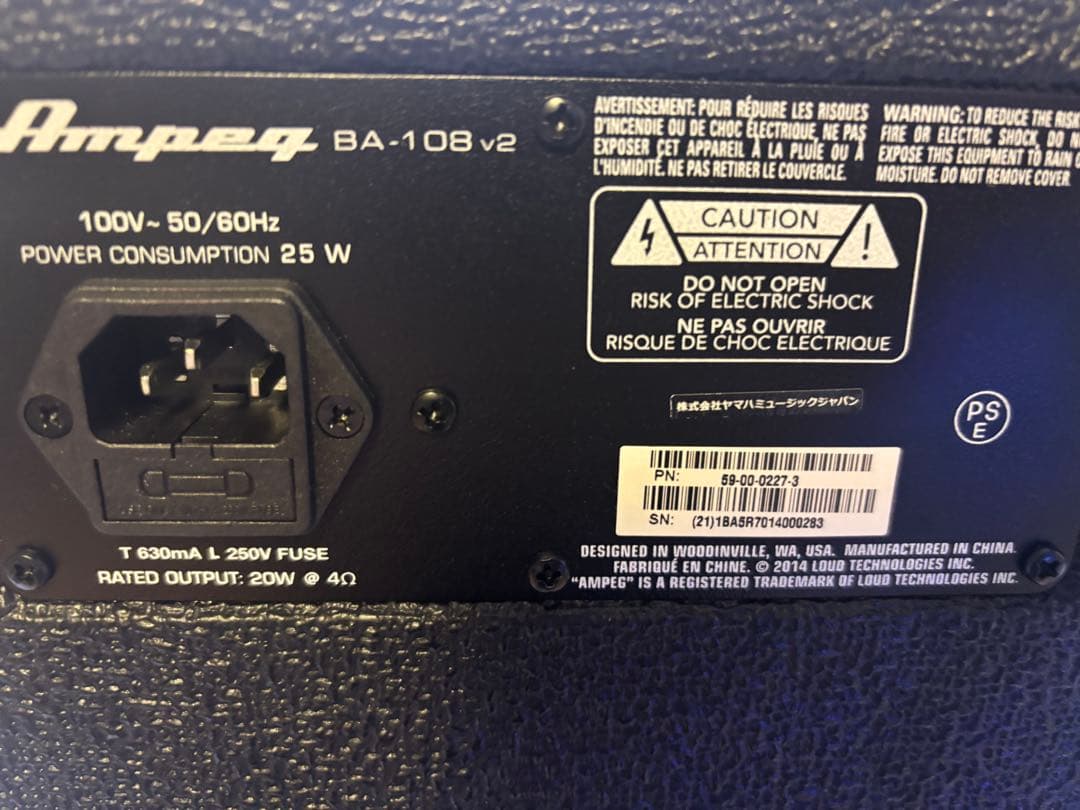 Ampeg BA-108 v2
100V~ 50/60Hz
POWER CONSUMPTION 25 W
T 630mA L 250V FUSE
RATED OUTPUT: 20W @ 4Ω
AVERTISSEMENT: POUR RÉDUIRE LES RISQUES
D'INCENDIE OU DE CHOC ÉLECTRIQUE, NE PAS
EXPOSER CET APPAREIL À LA PLUIE OU À
L'HUMIDITÉ. NE PAS RETIRER LE COUVERCLE.
WARNING: TO REDUCE THE RISK
FIRE OR ELECTRIC SHOCK, DO
EXPOSE THIS EQUIPMENT TO RAIN
MOISTURE. DO NOT REMOVE COVER
CAUTION
ATTENTION
DO NOT OPEN
RISK OF ELECTRIC SHOCK
NE PAS OUVRIR
RISQUE DE CHOC ELECTRIQUE
株式会社ヤマハミュージックジャパン
PS
E
PN: 59-00-0227-3
SN: (21)1BA5R7014000283
DESIGNED IN WOODINVILLE, WA, USA. MANUFACTURED IN CHINA.
FABRIQUÉ EN CHINE. © 2014 LOUD TECHNOLOGIES INC.
"AMPEG" IS A REGISTERED TRADEMARK OF LOUD TECHNOLOGIES INC.